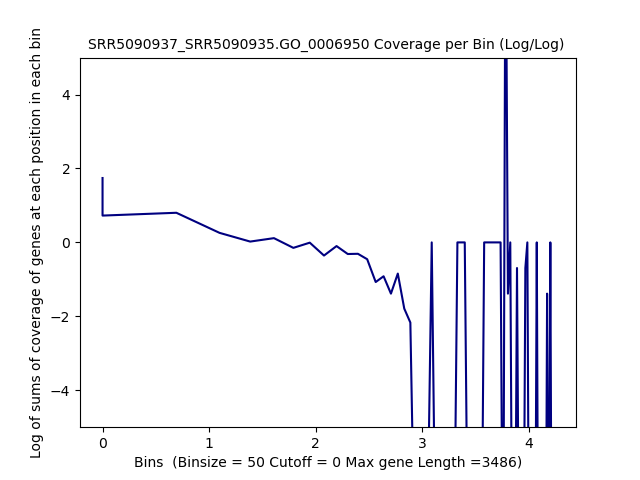 SRR5090937_SRR5090935.GO_0006950 Coverage per Bin (Log/Log)
Log of sums of coverage of genes at each position in each bin
4
2
0
−2
−4
0 1 2 3 4
Bins  (Binsize = 50 Cutoff = 0 Max gene Length =3486)